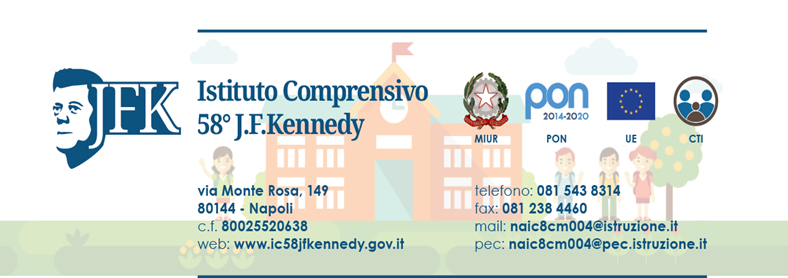 JFK
Istituto Comprensivo
58° J.F.Kennedy
via Monte Rosa, 149
80144 - Napoli
c.f. 80025520638
web: www.ic58jfkennedy.gov.it
pon
2014-2020
MIUR PON UE CTI
telefono: 081 543 8314
fax: 081 238 4460
mail: naic8cm004@istruzione.it
pec: naic8cm004@pec.istruzione.it